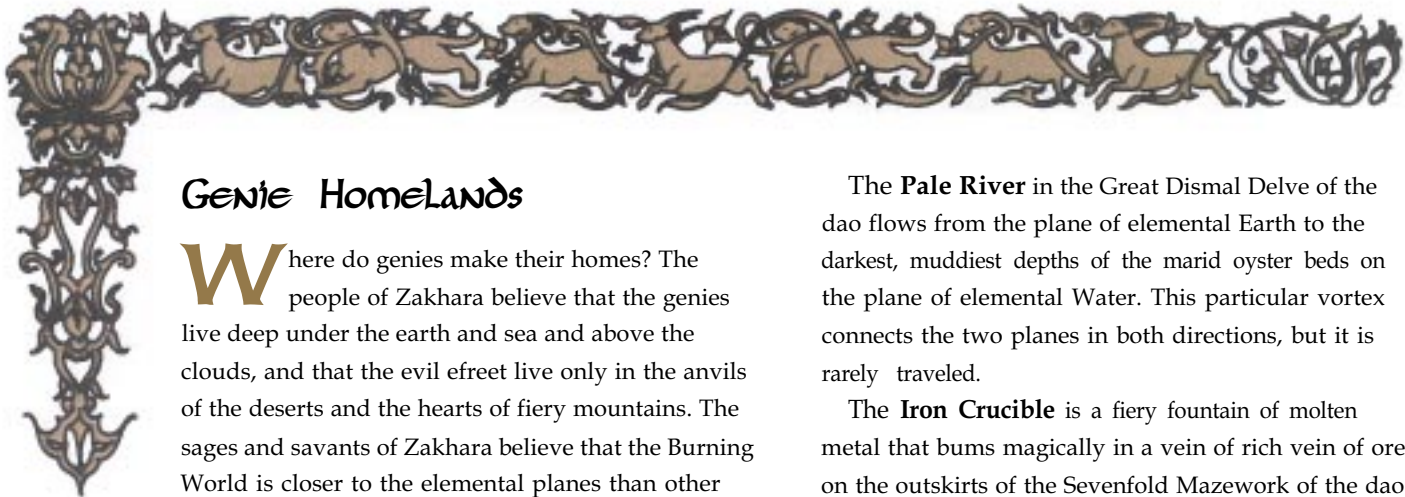 Genie Homelands
Where do genies make their homes? The
people of Zakhara believe that the genies
live deep under the earth and sea and above the
clouds, and that the evil efreet live only in the anvils
of the deserts and the hearts of fiery mountains. The
sages and savants of Zakhara believe that the Burning
World is closer to the elemental planes than other
The Pale River in the Great Dismal Delve of the
dao flows from the plane of elemental Earth to the
darkest, muddiest depths of the marid oyster beds on
the plane of elemental Water. This particular vortex
connects the two planes in both directions, but it is
rarely traveled.
The Iron Crucible is a fiery fountain of molten
metal that bums magically in a vein of rich vein of ore
on the outskirts of the Sevenfold Mazework of the dao